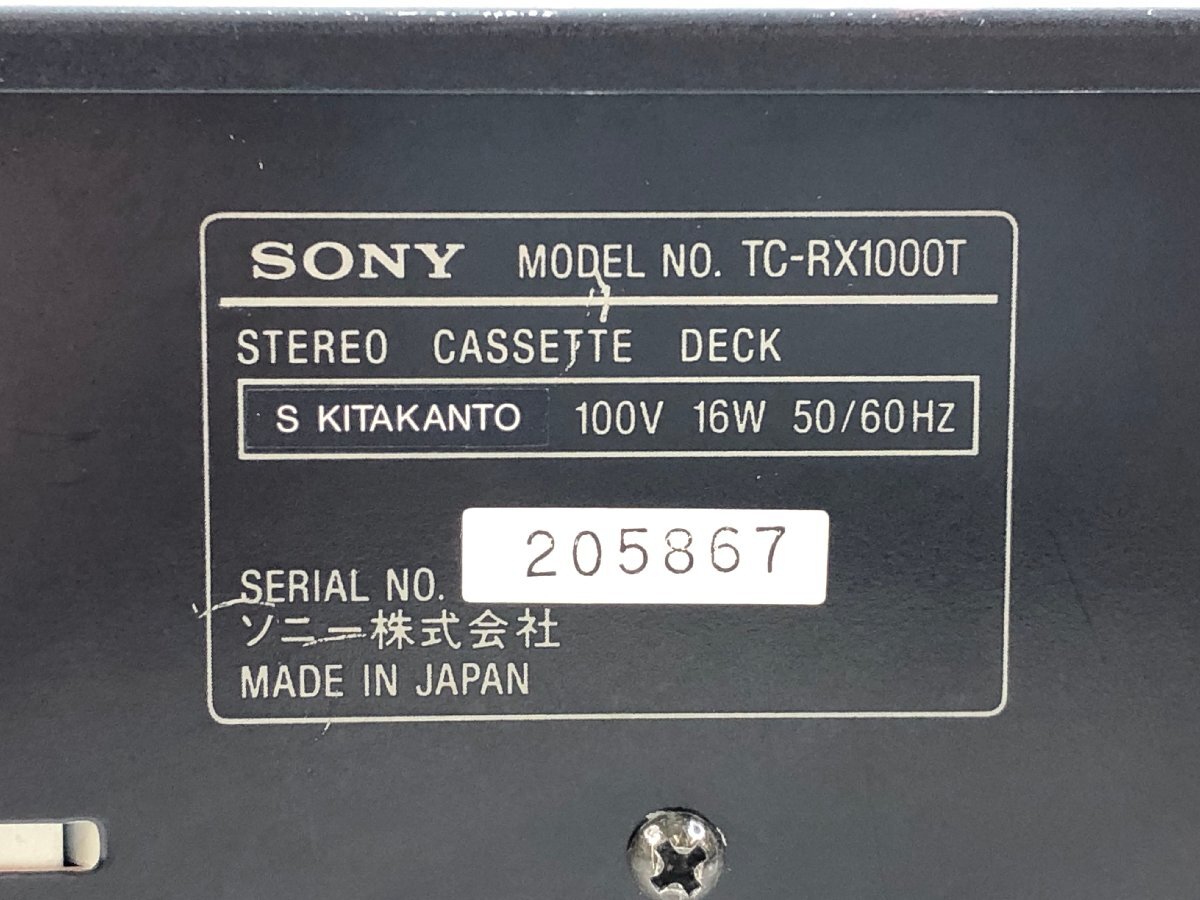 SONY MODEL NO. TC-RX1000T
STEREO CASSETTE DECK
S KITAKANTO 100V 16W 50/60Hz
205867
SERIAL NO.
ソニー株式会社
MADE IN JAPAN